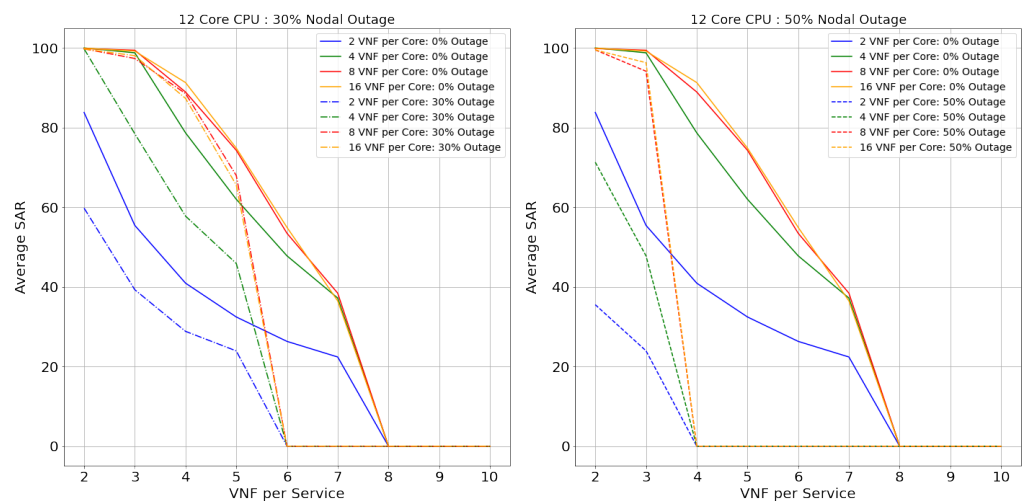 12 Core CPU : 30% Nodal Outage
100
80
60
40
20
0
Average SAR
2 VNF per Core: 0% Outage
4 VNF per Core: 0% Outage
8 VNF per Core: 0% Outage
16 VNF per Core: 0% Outage
2 VNF per Core: 30% Outage
4 VNF per Core: 30% Outage
8 VNF per Core: 30% Outage
16 VNF per Core: 30% Outage
2 3 4 5 6 7 8 9 10
VNF per Service
12 Core CPU : 50% Nodal Outage
100
80
60
40
20
0
Average SAR
2 VNF per Core: 0% Outage
4 VNF per Core: 0% Outage
8 VNF per Core: 0% Outage
16 VNF per Core: 0% Outage
2 VNF per Core: 50% Outage
4 VNF per Core: 50% Outage
8 VNF per Core: 50% Outage
16 VNF per Core: 50% Outage
2 3 4 5 6 7 8 9 10
VNF per Service